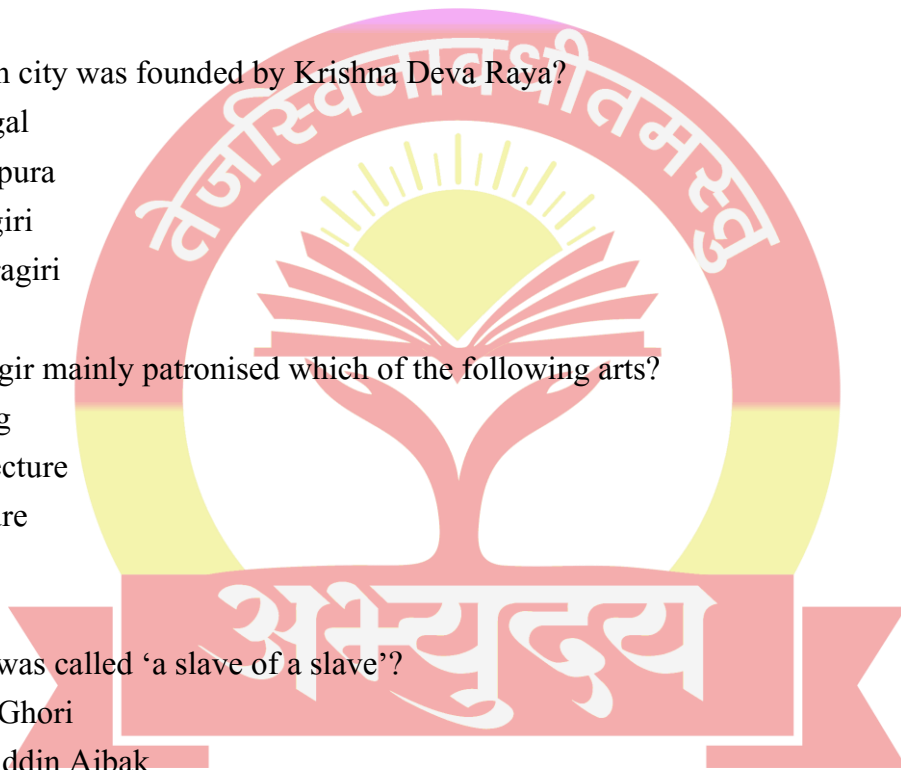 n city was founded by Krishna Deva Raya?
gal
pura
giri
agiri
gir mainly patronised which of the following arts?
g
ecture
re
was called ‘a slave of a slave’?
Ghori
ddin Aibak
तेजस्विनावधीतमस्तु
अभ्युदय